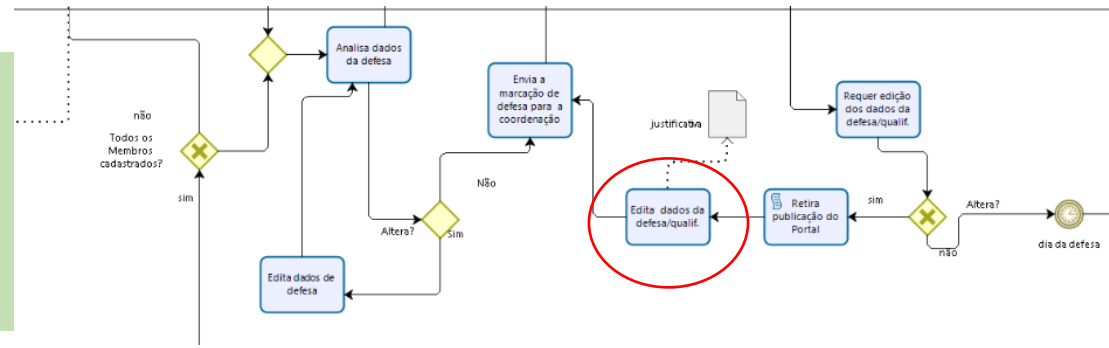 não
Todos os
Membros
cadastrados?
sim
Analisa dados
da defesa
Altera?
sim
Não
Edita dados de
defesa
Envia a
marcação de
defesa para a
coordenação
justificativa
Edita dados da
defesa/qualif.
Retira
publicação do
Portal
sim
Requer edição
dos dados da
defesa/qualif.
Altera?
não
dia da defesa